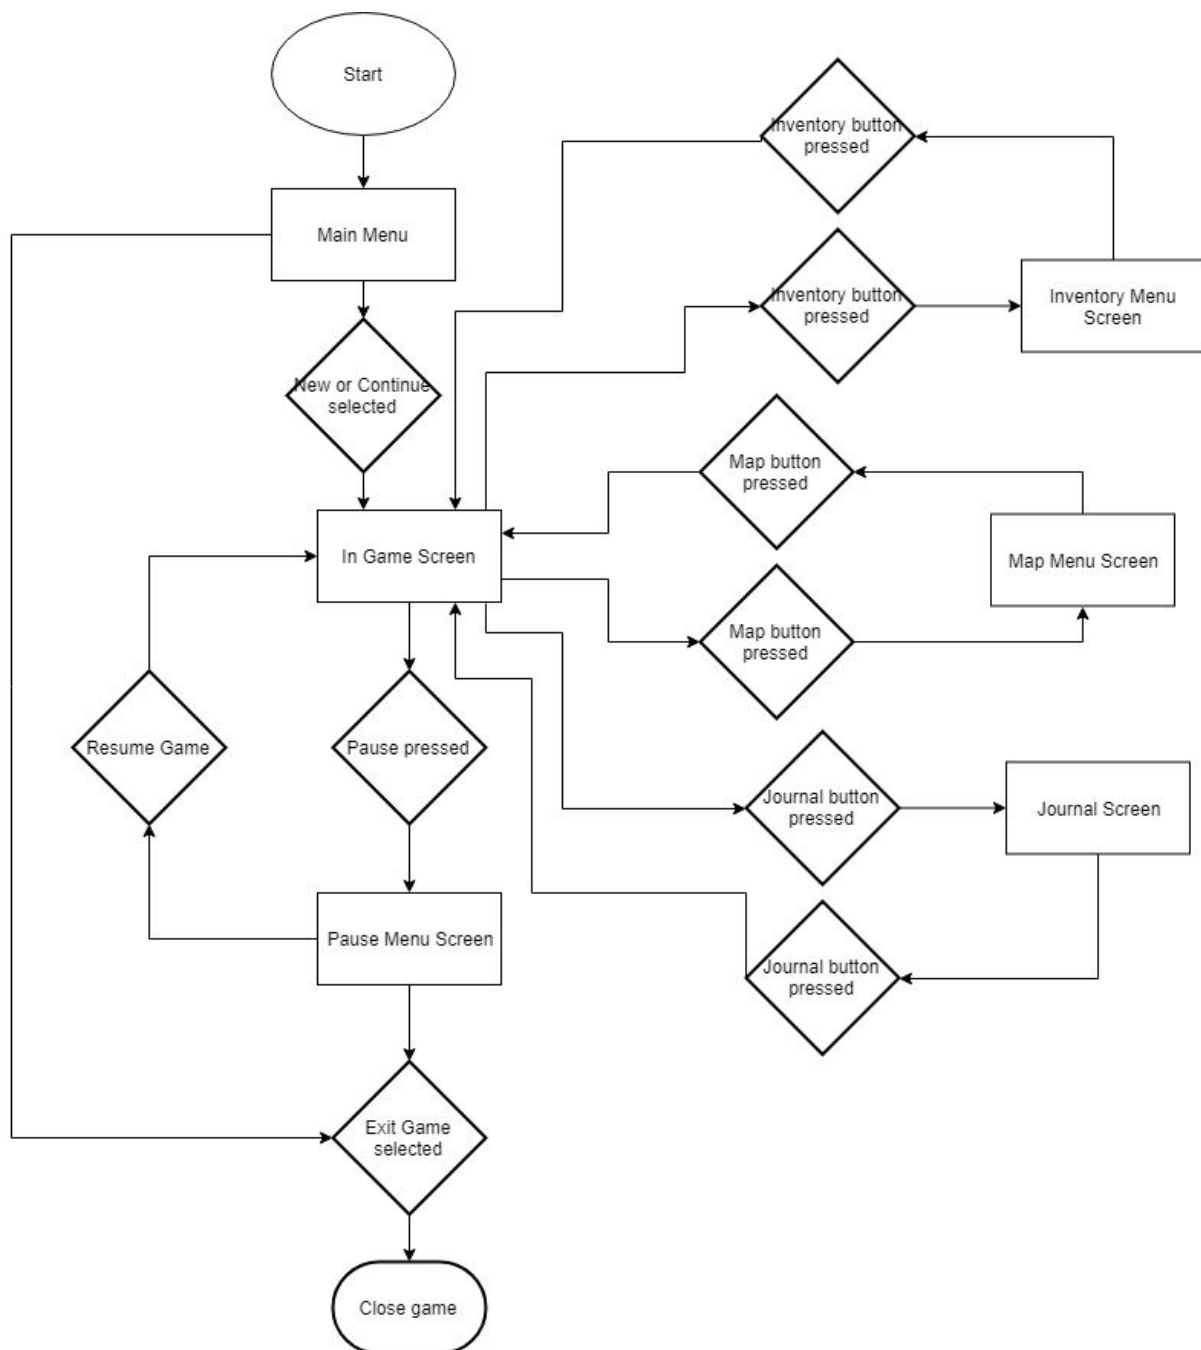 Start
Main Menu
New or Continue
selected
In Game Screen
Resume Game
Pause pressed
Pause Menu Screen
Exit Game
selected
Close game
Inventory button
pressed
Inventory button
pressed
Inventory Menu
Screen
Map button
pressed
Map Menu Screen
Map button
pressed
Journal button
pressed
Journal Screen
Journal button
pressed